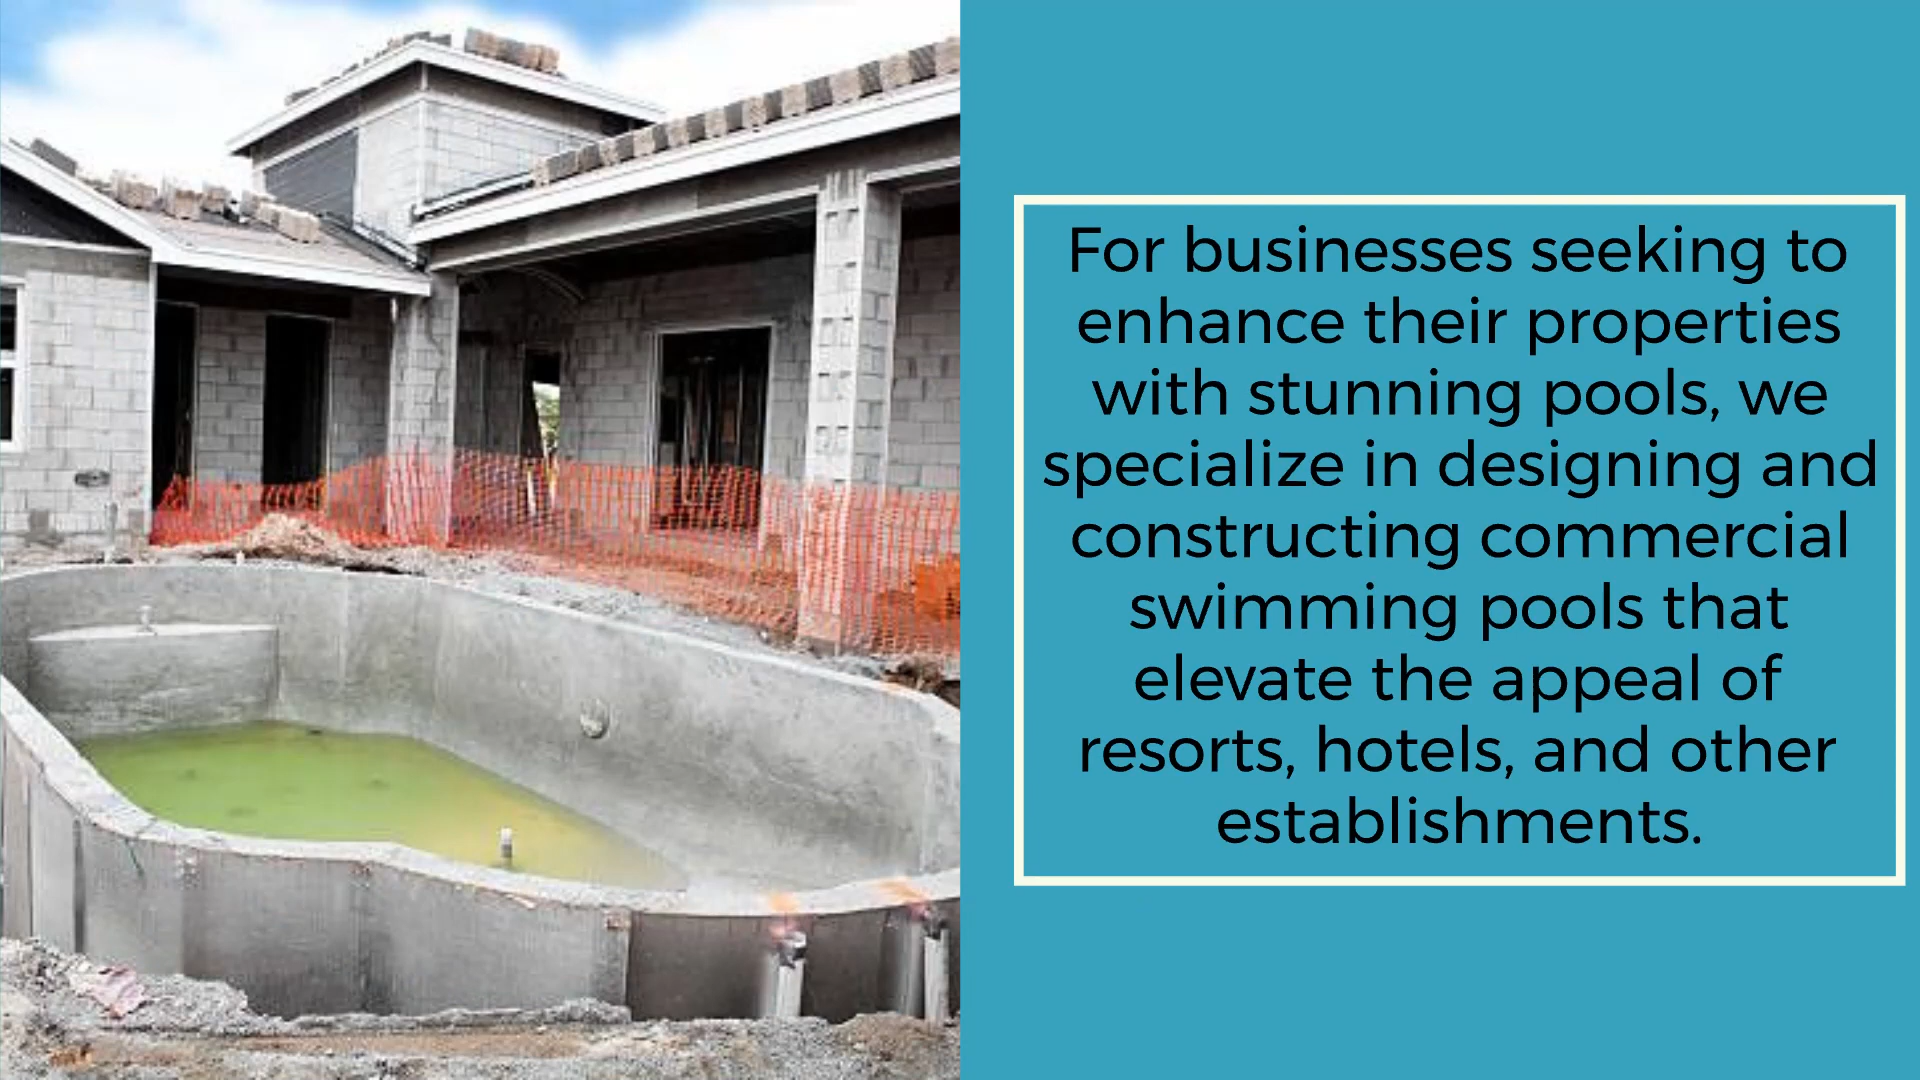 For businesses seeking to
enhance their properties
with stunning pools, we
specialize in designing and
constructing commercial
swimming pools that
elevate the appeal of
resorts, hotels, and other
establishments.